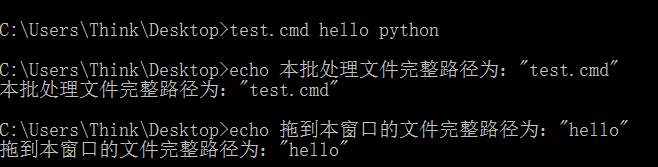 C:\Users\Think\Desktop>test.cmd hello python
C:\Users\Think\Desktop>echo 本批处理文件完整路径为："test.cmd"
本批处理文件完整路径为："test.cmd"
C:\Users\Think\Desktop>echo 拖到本窗口的文件完整路径为："hello"
拖到本窗口的文件完整路径为："hello"